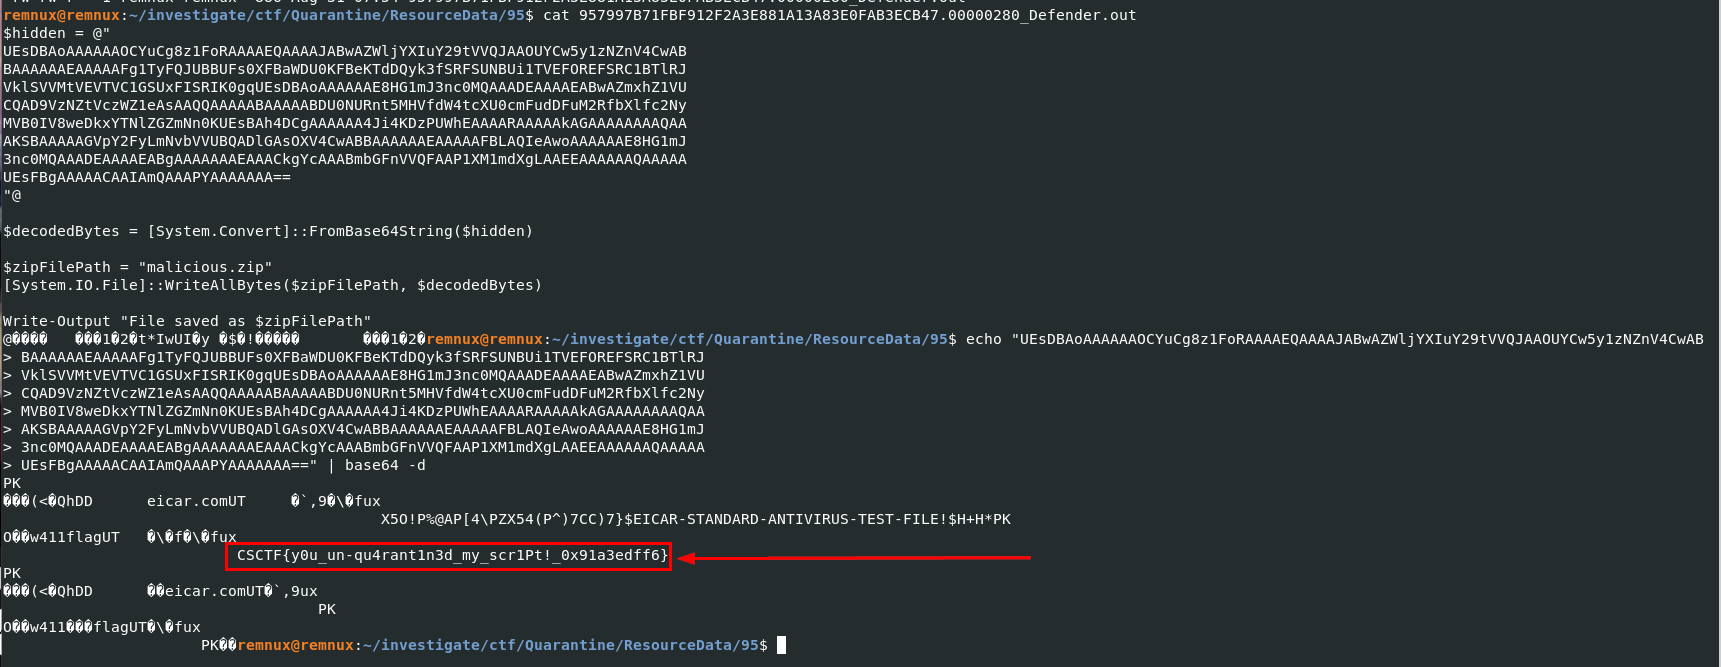 remnux@remnux:~/investigate/ctf/Quarantine/ResourceData/95$ cat 957997B71FBF912F2A3E881A13A83E0FAB3ECB47.00000280_Defender.out
$hidden = @"
UEsDBAoAAAAAAOCYuCg8z1FoRAAAAEQAAAAJABwAZWljYXIuY29tVVQJAAOUYCw5y1zNZnV4CwAB
BAAAAAAEAAAAAFg1TyFQJUBBUFs0XFBaWDU0KFBeKTdDQyk3fSRFSUNBUi1TVEFOREFSRC1BTlRJ
VklSVVMtVEVTVC1GSUxFISRIK0gqUEsDBAoAAAAAAE8HG1mJ3nc0MQAAADEAAAAEABwAZmxhZ1VU
CQAD9VzNZtVczWZ1eAsAAQQAAAAABAAAAABDU0NURnt5MHVfdW4tcXU0cmFudDFuM2RfbXlfc2Ny
MVB0IV8weDkxYTNlZGZmNn0KUEsBAh4DCgAAAAAA4Ji4KDzPUWhEAAAARAAAAAkAGAAAAAAAAAAQAA
AKSBAAAAAGVpY2FyLmNvbVVUBQADlGAsOXV4CwABBAAAAAAEAAAAAFBLAQIeAwoAAAAAAE8HG1mJ
3nc0MQAAADEAAAAEABgAAAAAAAEAAACkgYcAAABmbGFnVVQFAAP1XM1mdXgLAAEEAAAAAAQAAAAA
UEsFBgAAAAACAAIAmQAAAPYAAAAAAA==
"@
$decodedBytes = [System.Convert]::FromBase64String($hidden)
$zipFilePath = "malicious.zip"
[System.IO.File]::WriteAllBytes($zipFilePath, $decodedBytes)
Write-Output "File saved as $zipFilePath"
@���� ���1�2�t*IwUI�y �$�!����� ���1�2�remnux@remnux:~/investigate/ctf/Quarantine/ResourceData/95$ echo "UEsDBAoAAAAAAOCYuCg8z1FoRAAAAEQAAAAJABwAZWljYXIuY29tVVQJAAOUYCw5y1zNZnV4CwAB
> BAAAAAAEAAAAAFg1TyFQJUBBUFs0XFBaWDU0KFBeKTdDQyk3fSRFSUNBUi1TVEFOREFSRC1BTlRJ
> VklSVVMtVEVTVC1GSUxFISRIK0gqUEsDBAoAAAAAAE8HG1mJ3nc0MQAAADEAAAAEABwAZmxhZ1VU
> CQAD9VzNZtVczWZ1eAsAAQQAAAAABAAAAABDU0NURnt5MHVfdW4tcXU0cmFudDFuM2RfbXlfc2Ny
> MVB0IV8weDkxYTNlZGZmNn0KUEsBAh4DCgAAAAAA4Ji4KDzPUWhEAAAARAAAAAkAGAAAAAAAAAAQAA
> AKSBAAAAAGVpY2FyLmNvbVVUBQADlGAsOXV4CwABBAAAAAAEAAAAAFBLAQIeAwoAAAAAAE8HG1mJ
> 3nc0MQAAADEAAAAEABgAAAAAAAEAAACkgYcAAABmbGFnVVQFAAP1XM1mdXgLAAEEAAAAAAQAAAAA
> UEsFBgAAAAACAAIAmQAAAPYAAAAAAA==" | base64 -d
PK
���(<�QhDD eicar.comUT �`,9�\�fux
X5O!P%@AP[4\PZX54(P^)7CC)7}$EICAR-STANDARD-ANTIVIRUS-TEST-FILE!$H+H*PK
O��w411flagUT �\�f�\�fux
CSCTF{y0u_un-qu4rant1n3d_my_scr1Pt!_0x91a3edff6}
PK
���(<�QhDD ��eicar.comUT�`,9ux
PK
O��w411���flagUT�\�fux
PK��remnux@remnux:~/investigate/ctf/Quarantine/ResourceData/95$